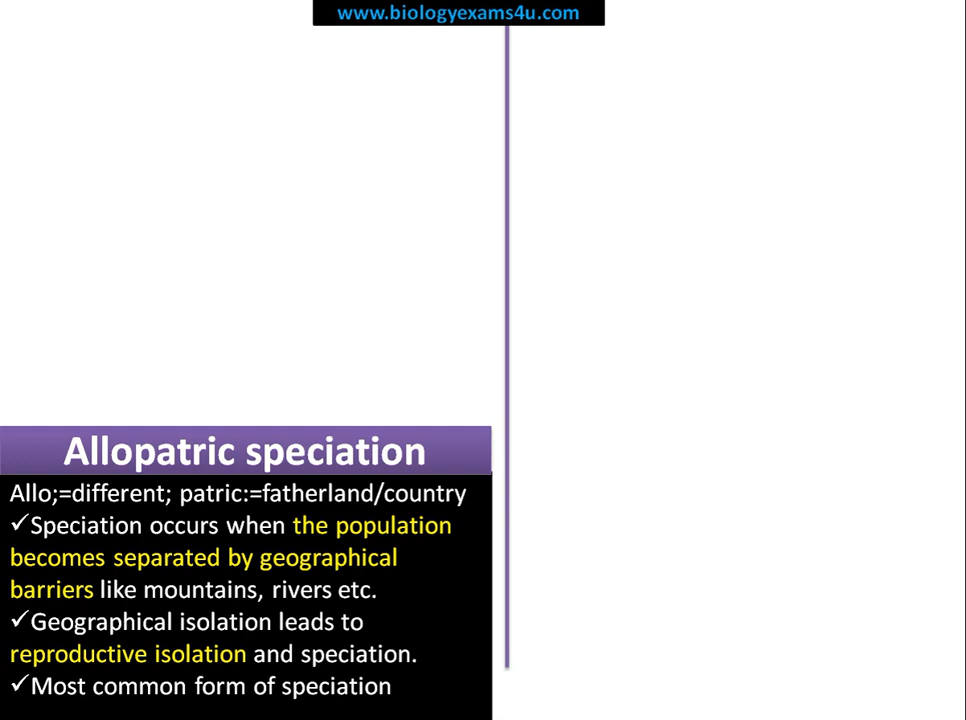 www.biologyexams4u.com
Allopatric speciation
Allo;=different; patric:=fatherland/country
✓Speciation occurs when the population
becomes separated by geographical
barriers like mountains, rivers etc.
✓Geographical isolation leads to
reproductive isolation and speciation.
✓Most common form of speciation